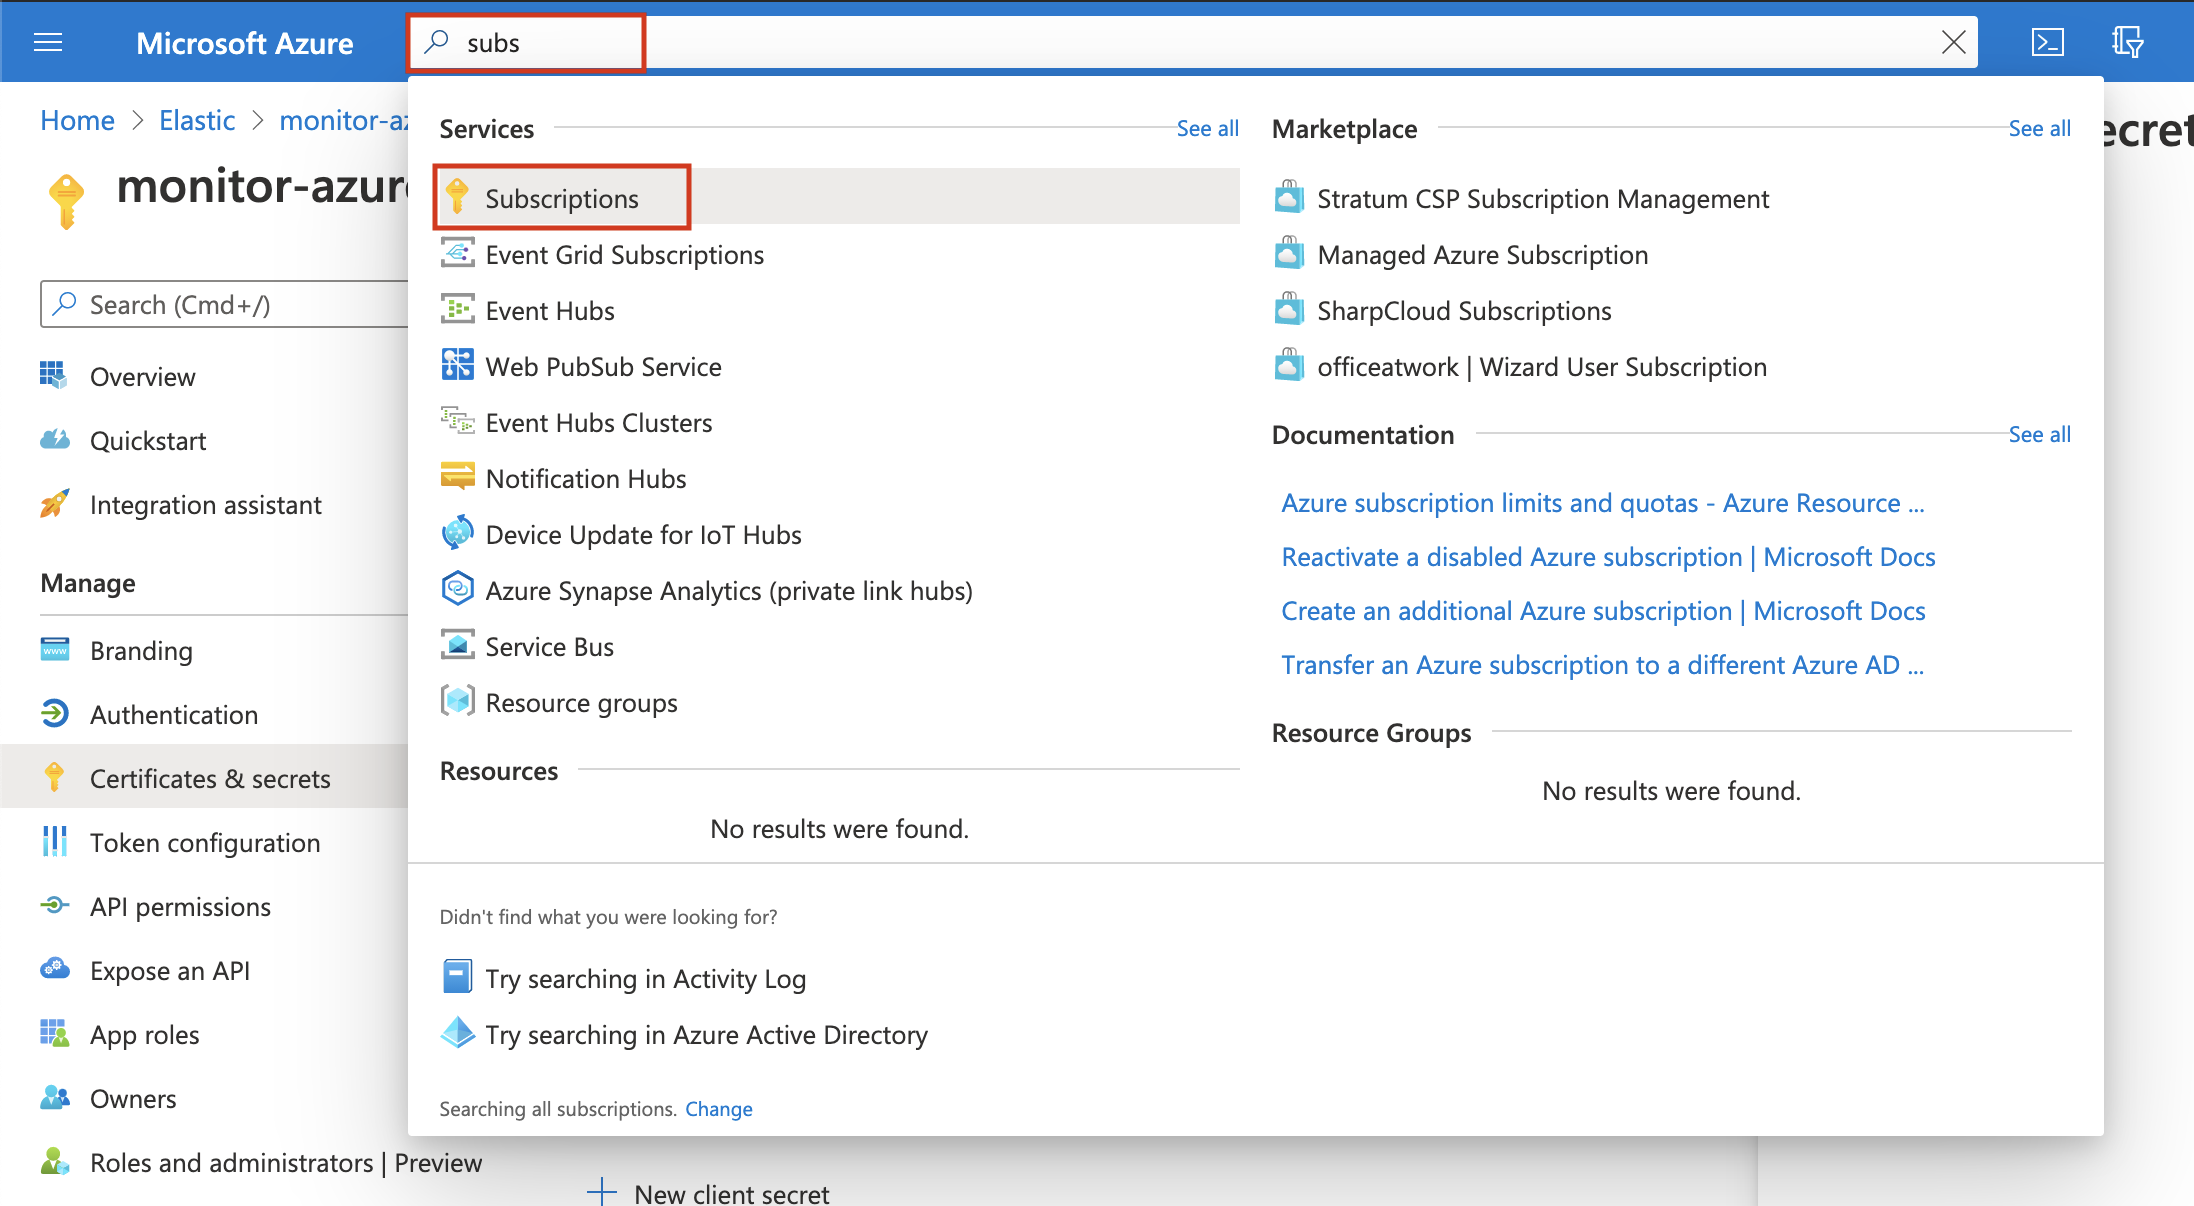 Microsoft Azure
subs
Home > Elastic > monitor-az
monitor-azur
ecret
Search (Cmd+/)
Overview
Quickstart
Integration assistant
Manage
Branding
Authentication
Certificates & secrets
Token configuration
API permissions
Expose an API
App roles
Owners
Roles and administrators | Preview
Services
See all
Subscriptions
Event Grid Subscriptions
Event Hubs
Web PubSub Service
Event Hubs Clusters
Notification Hubs
Device Update for IoT Hubs
Azure Synapse Analytics (private link hubs)
Service Bus
Resource groups
Resources
No results were found.
Marketplace
See all
Stratum CSP Subscription Management
Managed Azure Subscription
SharpCloud Subscriptions
officeatwork | Wizard User Subscription
Documentation
See all
Azure subscription limits and quotas - Azure Resource ...
Reactivate a disabled Azure subscription | Microsoft Docs
Create an additional Azure subscription | Microsoft Docs
Transfer an Azure subscription to a different Azure AD ...
Resource Groups
No results were found.
Didn't find what you were looking for?
Try searching in Activity Log
Try searching in Azure Active Directory
Searching all subscriptions. Change
New client secret